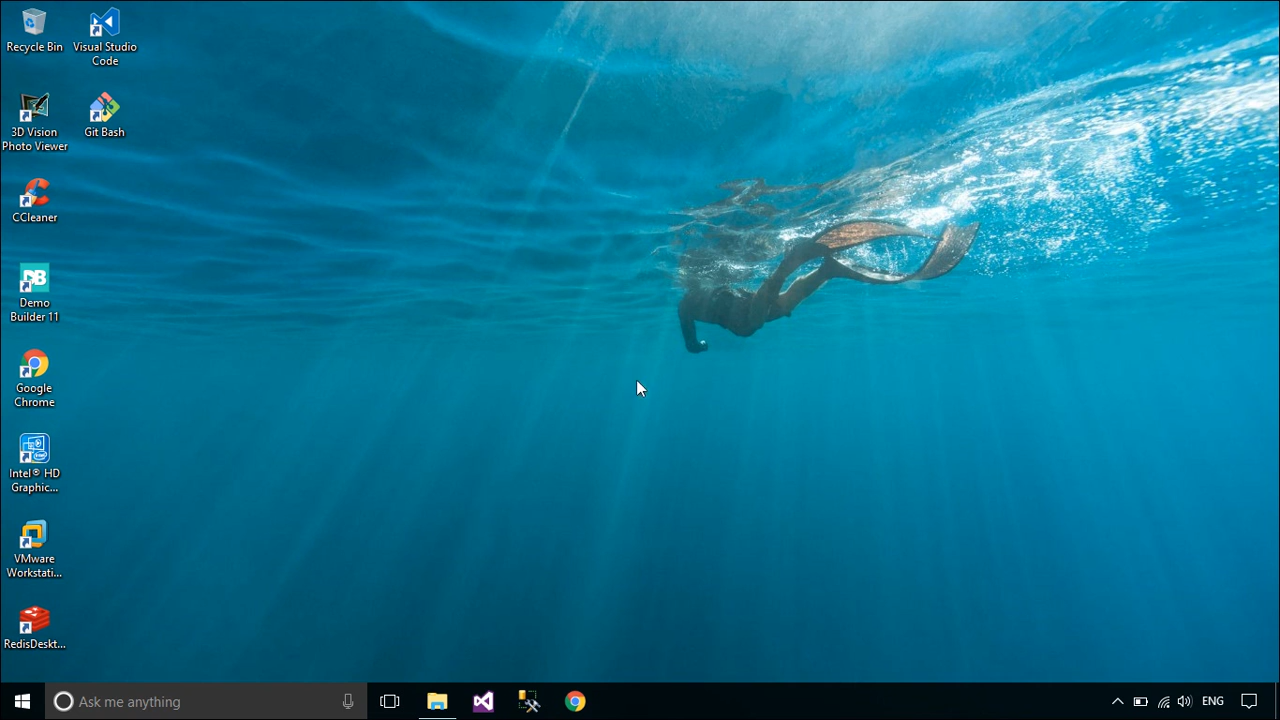 Recycle Bin
Visual Studio
Code
3D Vision
Photo Viewer
Git Bash
CCleaner
DB
Demo
Builder 11
Google
Chrome
Intel® HD
Graphic...
VMware
Workstati...
RedisDeskt...
Ask me anything
ENG